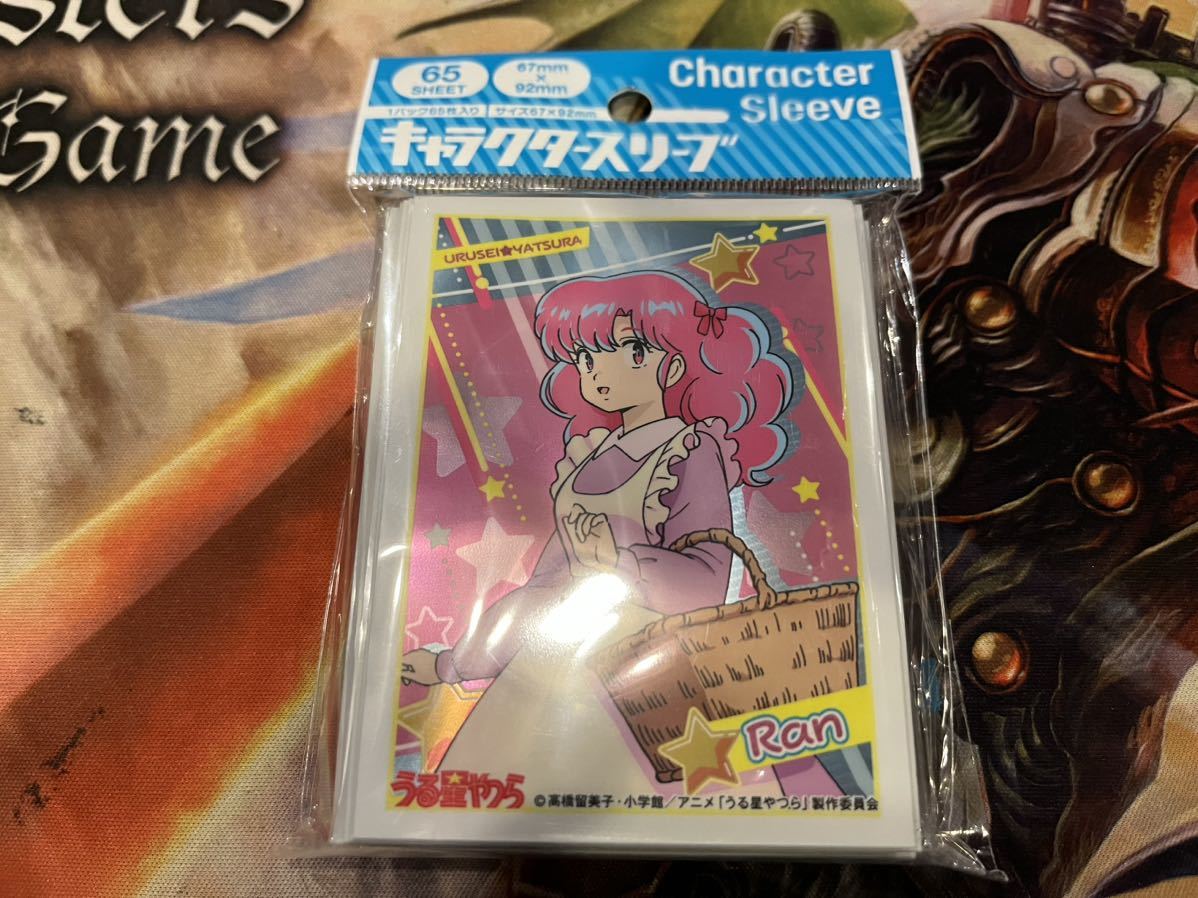 sters
Game
65
SHEET
67mm
×
92mm
Character
Sleeve
1パック65枚入り
サイズ67×92mm
キャラクタースリーブ
URUSEI★YATSURA
Ran
うる星やつら
©高橋留美子・小学館／アニメ「うる星やつら」製作委員会